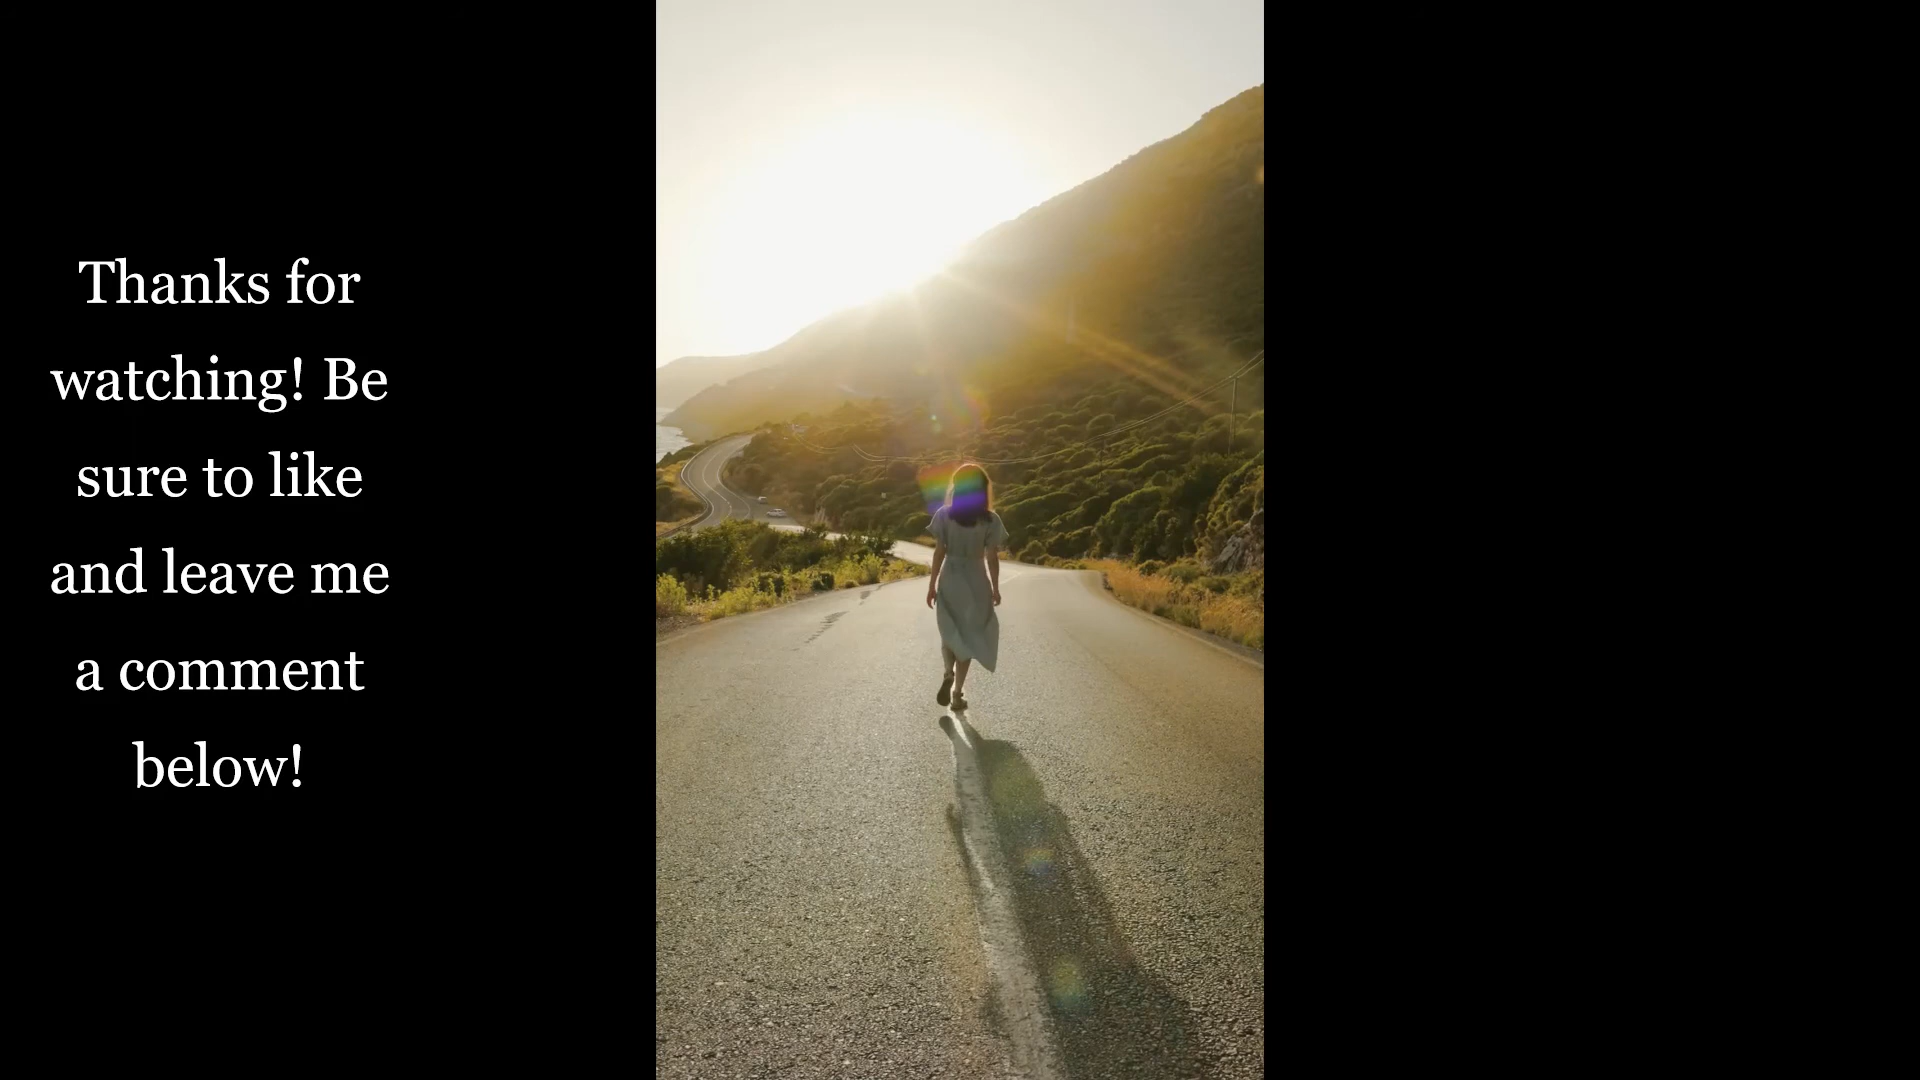 Thanks for
watching! Be
sure to like
and leave me
a comment
below!